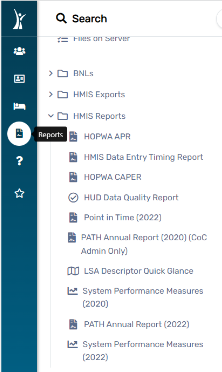 Search
Files on Server
BNLs
HMIS Exports
HMIS Reports
Reports
HOPWA APR
HMIS Data Entry Timing Report
HOPWA CAPER
HUD Data Quality Report
Point in Time (2022)
PATH Annual Report (2020) (CoC
Admin Only)
LSA Descriptor Quick Glance
System Performance Measures
(2020)
PATH Annual Report (2022)
System Performance Measures
(2022)